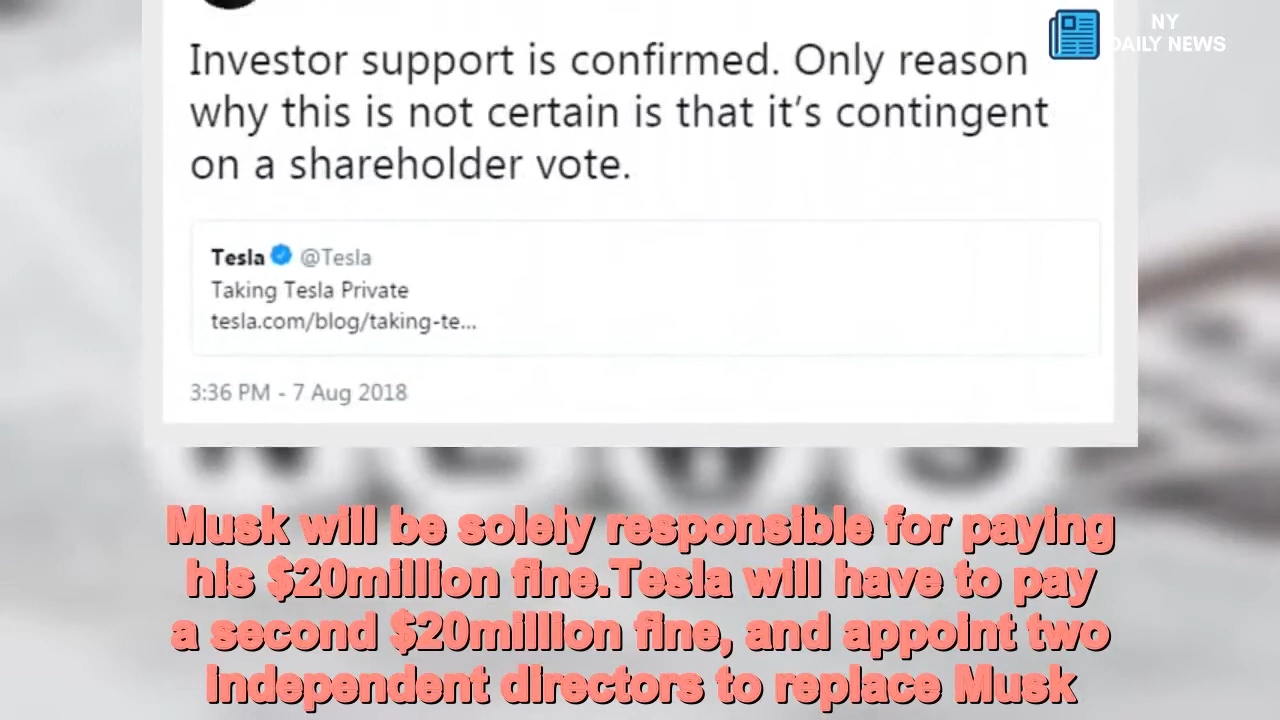 NY
DAILY NEWS
Investor support is confirmed. Only reason
why this is not certain is that it’s contingent
on a shareholder vote.
Tesla @Tesla
Taking Tesla Private
tesla.com/blog/taking-te...
3:36 PM - 7 Aug 2018
Musk will be solely responsible for paying
his $20million fine.Tesla will have to pay
a second $20million fine, and appoint two
independent directors to replace Musk